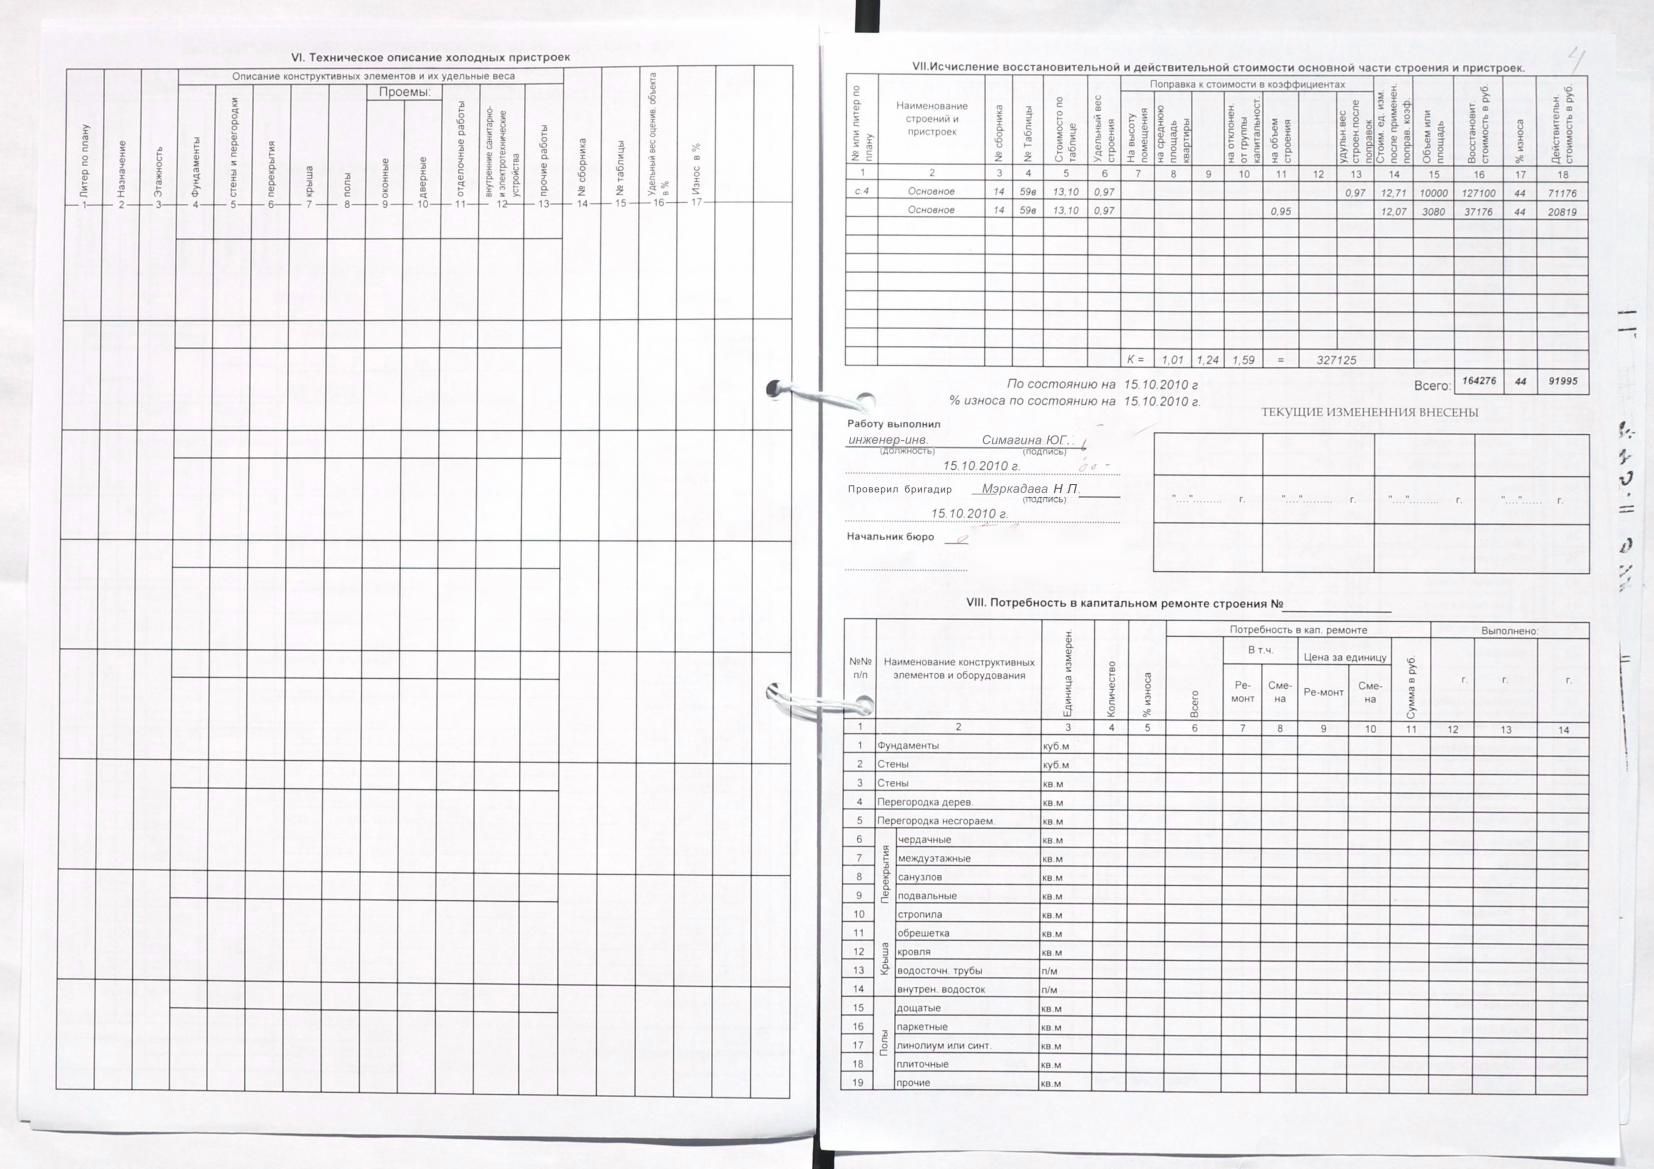 VI. Техническое описание холодных пристроек
Описание конструктивных элементов и их удельные веса
Проемы:
Литер по плану
Назначение
Этажность
Фундаменты
стены и перегородки
перекрытия
крыша
полы
оконные
дверные
отделочные работы
внутренние санитарно-
и электротехнические
устройства
прочие работы
№ сборника
№ таблицы
Удельный вес оценив. объекта
в %
Износ в %
1 2 3 4 5 6 7 8 9 10 11 12 13 14 15 16 17
4
VII.Исчисление восстановительной и действительной стоимости основной части строения и пристроек.
№ или литер по
плану
Наименование
строений и
пристроек
№ сборника
№ Таблицы
Стоимосто по
таблице
Удельный вес
строения
Поправка к стоимости в коэффициентах
На высоту
помещения
на среднюю
площадь
квартиры
на отклонен.
от группы
капитальност.
на объем
строения
удульн вес
строен.после
поправок
Стоим. ед. изм.
после применен.
поправ. коэф.
Объем или
площадь
Восстановит.
стоимость в руб.
% износа
Действительн.
стоимость в руб.
1 2 3 4 5 6 7 8 9 10 11 12 13 14 15 16 17 18
с.4 Основное 14 59в 13,10 0,97 0,97 12,71 10000 127100 44 71176
Основное 14 59в 13,10 0,97 0,95 12,07 3080 37176 44 20819
К = 1,01 1,24 1,59 = 327125
Всего: 164276 44 91995
По состоянию на 15.10.2010 г
% износа по состоянию на 15.10.2010 г.
ТЕКУЩИЕ ИЗМЕНЕННИЯ ВНЕСЕНЫ
Работу выполнил
инженер-инв. Симагина ЮГ..
(должность) (подпись)
15.10.2010 г.
Проверил бригадир Мэркадава Н П.
(подпись)
15.10.2010 г.
Начальник бюро
"...."......... г. "...."......... г. "...."......... г. "...."...... г.
VIII. Потребность в капитальном ремонте строения №
№№
п/п
Наименование конструктивных
элементов и оборудования
Единица измерен.
Количество
% износа
Потребность в кап. ремонте
Всего
В т.ч.
Ре-
монт
Сме-
на
Цена за единицу
Ре-монт
Сме-
на
Сумма в руб.
Выполнено:
г. г. г.
1 2 3 4 5 6 7 8 9 10 11 12 13 14
1 Фундаменты куб.м
2 Стены куб.м
3 Стены кв.м
4 Перегородка дерев. кв.м
5 Перегородка несгораем. кв.м
Перекрытия
6 чердачные кв.м
7 междуэтажные кв.м
8 санузлов кв.м
9 подвальные кв.м
Крыша
10 стропила кв.м
11 обрешетка кв.м
12 кровля кв.м
13 водосточн. трубы п/м
14 внутрен. водосток п/м
Полы
15 дощатые кв.м
16 паркетные кв.м
17 линолиум или синт. кв.м
18 плиточные кв.м
19 прочие кв.м